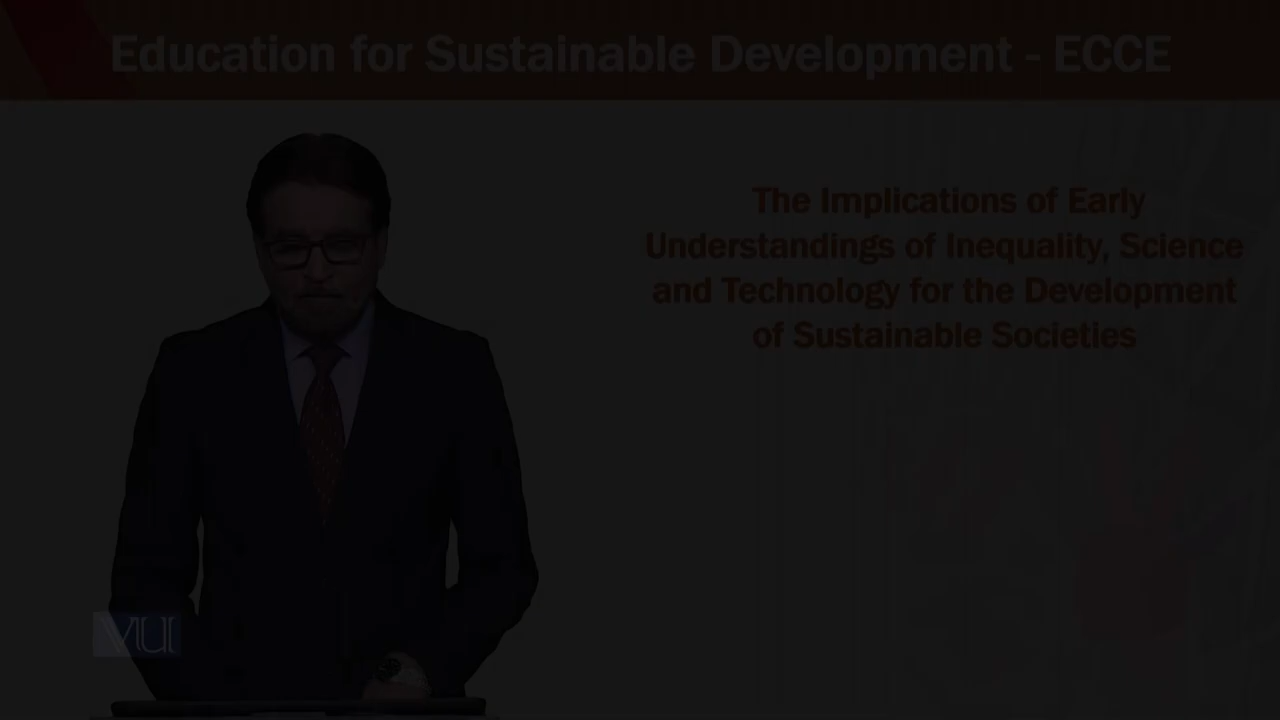 Education for Sustainable Development - ECCE
The Implications of Early
Understandings of Inequality, Science
and Technology for the Development
of Sustainable Societies
VU